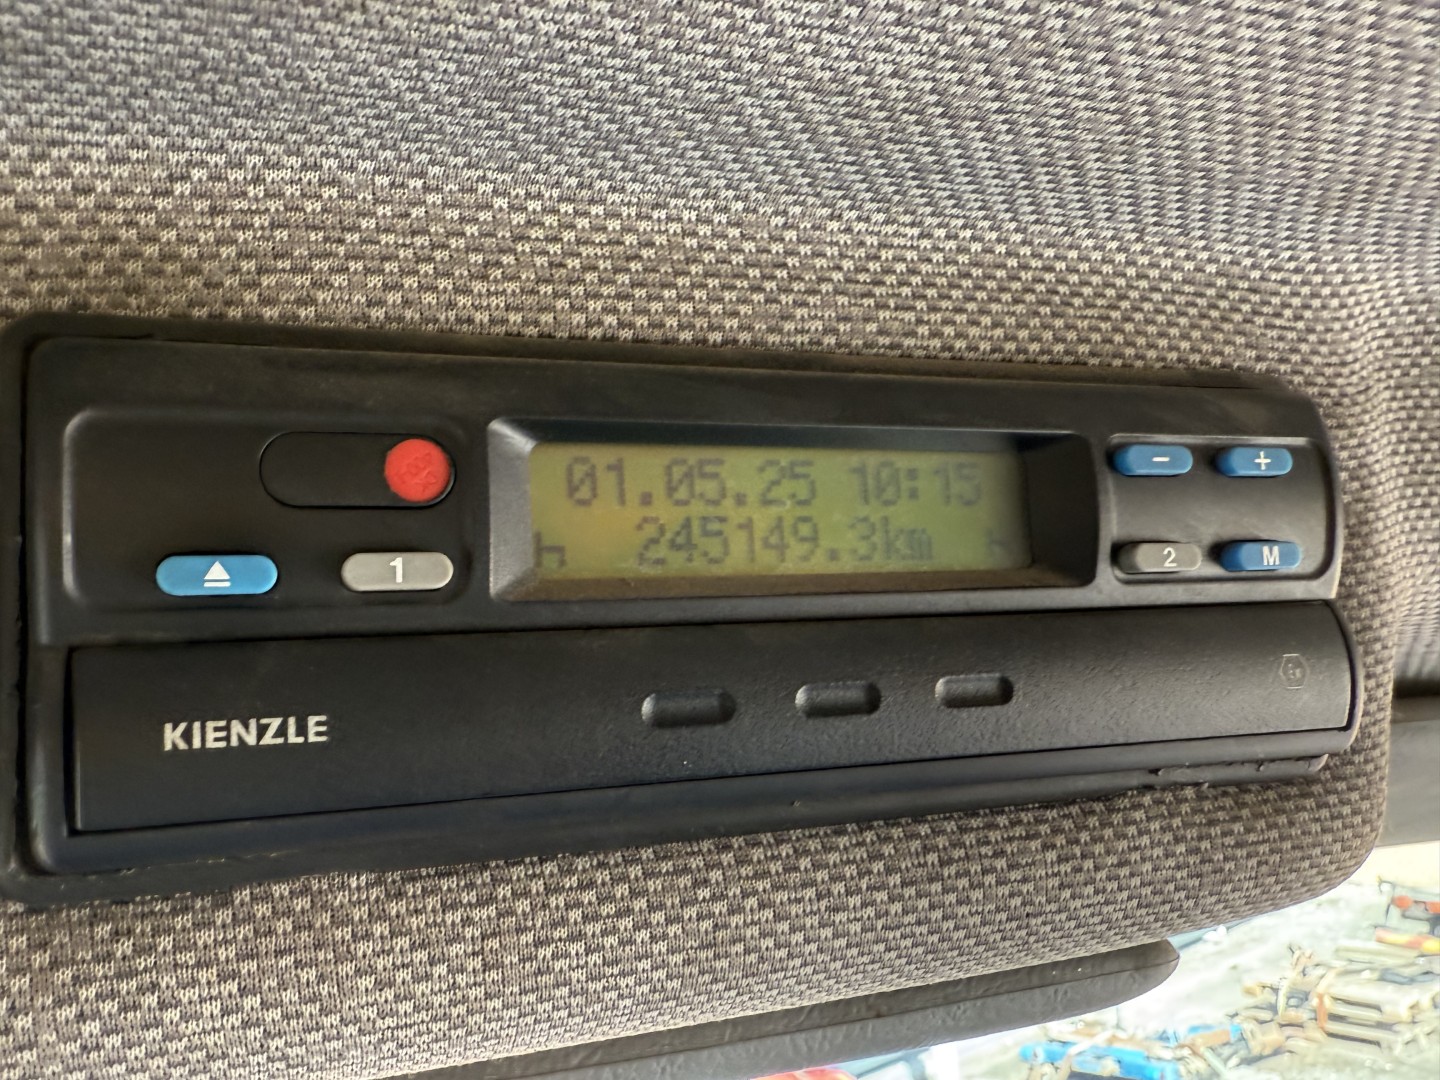 01.05.25 10:15
245149.3km
1
- +
2 M
KIENZLE